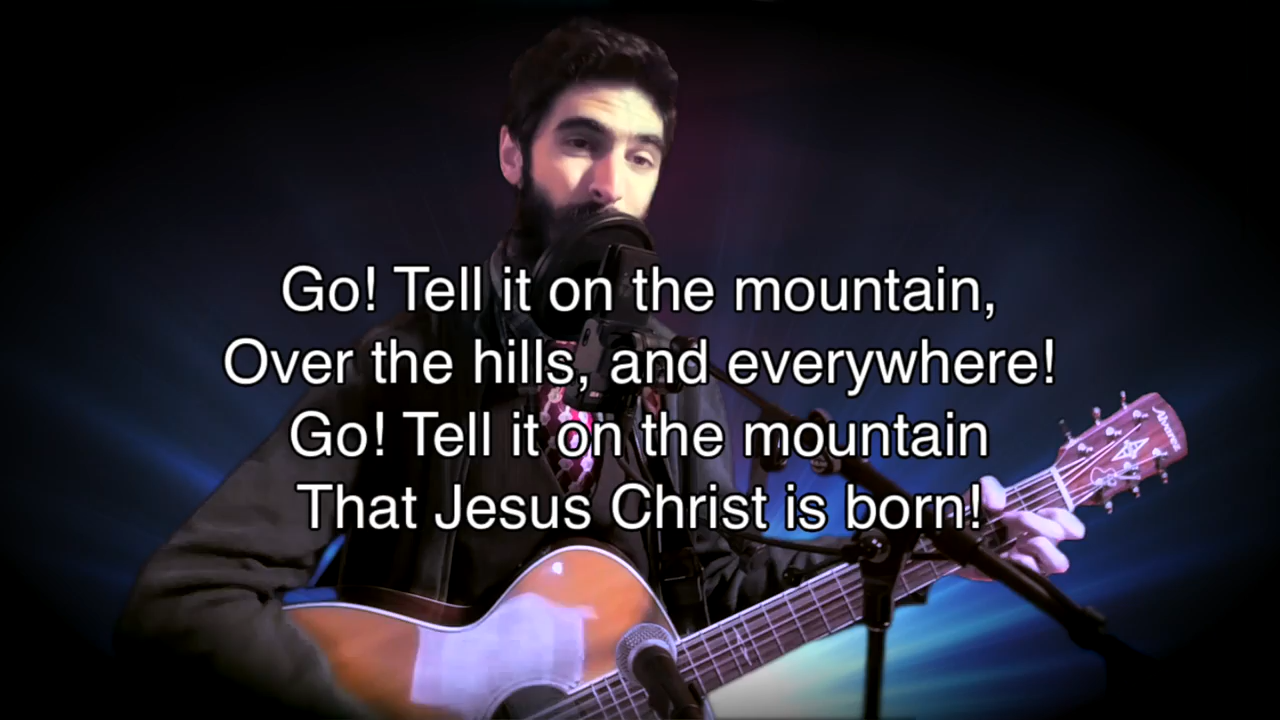 Go! Tell it on the mountain,
Over the hills, and everywhere!
Go! Tell it on the mountain
That Jesus Christ is born!
Alvarez